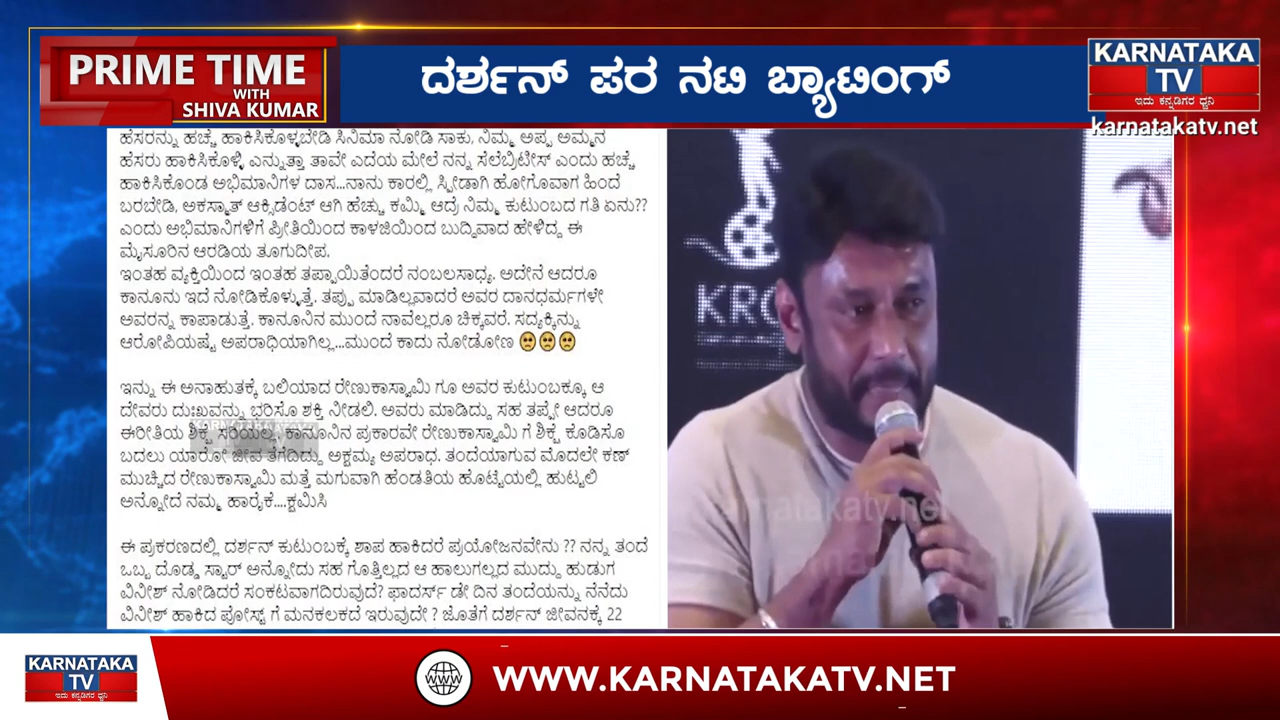 PRIME TIME
WITH
SHIVA KUMAR
ದರ್ಶನ್ ಪರ ನಟಿ ಬ್ಯಾಟಿಂಗ್
KARNATAKA
TV
ಇದು ಕನ್ನಡಿಗರ ಧ್ವನಿ
karnatakatv.net
ಹೆಸರನ್ನು ಹಚ್ಚೆ ಹಾಕಿಸಿಕೊಳ್ಳಬೇಡಿ ಸಿನಿಮಾ ನೋಡಿ ಸಾಕು. ನಿಮ್ಮ ಅಪ್ಪ ಅಮ್ಮನ
ಹೆಸರು ಹಾಕಿಸಿಕೊಳ್ಳಿ ಎನ್ನುತ್ತಾ ತಾವೇ ಎದೆಯ ಮೇಲೆ ನನ್ನ ಸೆಲೆಬ್ರಿಟೀಸ್ ಎಂದು ಹಚ್ಚೆ
ಹಾಕಿಸಿಕೊಂಡ ಅಭಿಮಾನಿಗಳ ದಾಸ...ನಾನು ಕಾರಲ್ಲಿ ಸ್ಪೀಡಾಗಿ ಹೋಗೂವಾಗ ಹಿಂದೆ
ಬರಬೇಡಿ, ಅಕಸ್ಮಾತ್ ಆಕ್ಸಿಡೆಂಟ್ ಆಗಿ ಹೆಚ್ಚು ಕಮ್ಮಿ ಆದ್ರೆ ನಿಮ್ಮ ಕುಟುಂಬದ ಗತಿ ಏನು??
ಎಂದು ಅಭಿಮಾನಿಗಳಿಗೆ ಪ್ರೀತಿಯಿಂದ ಕಾಳಜಿಯಿಂದ ಬುದ್ಧಿವಾದ ಹೇಳಿದ್ದ ಈ
ಮೈಸೂರಿನ ಆರಡಿಯ ತೂಗುದೀಪ.
ಇಂತಹ ವ್ಯಕ್ತಿಯಿಂದ ಇಂತಹ ತಪ್ಪಾಯಿತೆಂದರೆ ನಂಬಲಸಾಧ್ಯ. ಅದೇನೆ ಆದರೂ
ಕಾನೂನು ಇದೆ ನೋಡಿಕೊಳ್ಳುತ್ತೆ. ತಪ್ಪು ಮಾಡಿಲ್ಲವಾದರೆ ಅವರ ದಾನಧರ್ಮಗಳೇ
ಅವರನ್ನ ಕಾಪಾಡುತ್ತೆ. ಕಾನೂನಿನ ಮುಂದೆ ನಾವೆಲ್ಲರೂ ಚಿಕ್ಕವರೆ. ಸದ್ಯಕ್ಕಿನ್ನು
ಆರೋಪಿಯಷ್ಟೆ ಅಪರಾಧಿಯಾಗಿಲ್ಲ...ಮುಂದೆ ಕಾದು ನೋಡೋಣ 🥺🥺🥺
ಇನ್ನು ಈ ಅನಾಹುತಕ್ಕೆ ಬಲಿಯಾದ ರೇಣುಕಾಸ್ವಾಮಿ ಗೂ ಅವರ ಕುಟುಂಬಕ್ಕೂ ಆ
ದೇವರು ದುಃಖವನ್ನು ಭರಿಸೊ ಶಕ್ತಿ ನೀಡಲಿ. ಅವರು ಮಾಡಿದ್ದು ಸಹ ತಪ್ಪೇ ಆದರೂ
ಈರೀತಿಯ ಶಿಕ್ಷೆ ಸರಿಯಲ್ಲ. ಕಾನೂನಿನ ಪ್ರಕಾರವೇ ರೇಣುಕಾಸ್ವಾಮಿ ಗೆ ಶಿಕ್ಷೆ ಕೊಡಿಸೊ
ಬದಲು ಯಾರೋ ಜೀವ ತೆಗೆದಿದ್ದು ಅಕ್ಷಮ್ಯ ಅಪರಾಧ. ತಂದೆಯಾಗುವ ಮೊದಲೇ ಕಣ್
ಮುಚ್ಚಿದ ರೇಣುಕಾಸ್ವಾಮಿ ಮತ್ತೆ ಮಗುವಾಗಿ ಹೆಂಡತಿಯ ಹೊಟ್ಟೆಯಲ್ಲಿ ಹುಟ್ಟಲಿ
ಅನ್ನೋದೆ ನಮ್ಮ ಹಾರೈಕೆ....ಕ್ಷಮಿಸಿ
ಈ ಪ್ರಕರಣದಲ್ಲಿ ದರ್ಶನ್ ಕುಟುಂಬಕ್ಕೆ ಶಾಪ ಹಾಕಿದರೆ ಪ್ರಯೋಜನವೇನು ?? ನನ್ನ ತಂದೆ
ಒಬ್ಬ ದೊಡ್ಡ ಸ್ಟಾರ್ ಅನ್ನೋದು ಸಹ ಗೊತ್ತಿಲ್ಲದ ಆ ಹಾಲುಗಲ್ಲದ ಮುದ್ದು ಹುಡುಗ
ವಿನೀಶ್ ನೋಡಿದರೆ ಸಂಕಟವಾಗದಿರುವುದೆ? ಫಾದರ್ಸ್ ಡೇ ದಿನ ತಂದೆಯನ್ನು ನೆನೆದು
ವಿನೀಶ್ ಹಾಕಿದ ಪೋಸ್ಟ್ ಗೆ ಮನಕಲಕದೆ ಇರುವುದೇ ? ಜೊತೆಗೆ ದರ್ಶನ್ ಜೀವನಕ್ಕೆ 22
KARNATAKA
KRG
karnatakatv.net
KARNATAKA
TV
ಇದು ಕನ್ನಡಿಗರ ಧ್ವನಿ
WWW
WWW.KARNATAKATV.NET